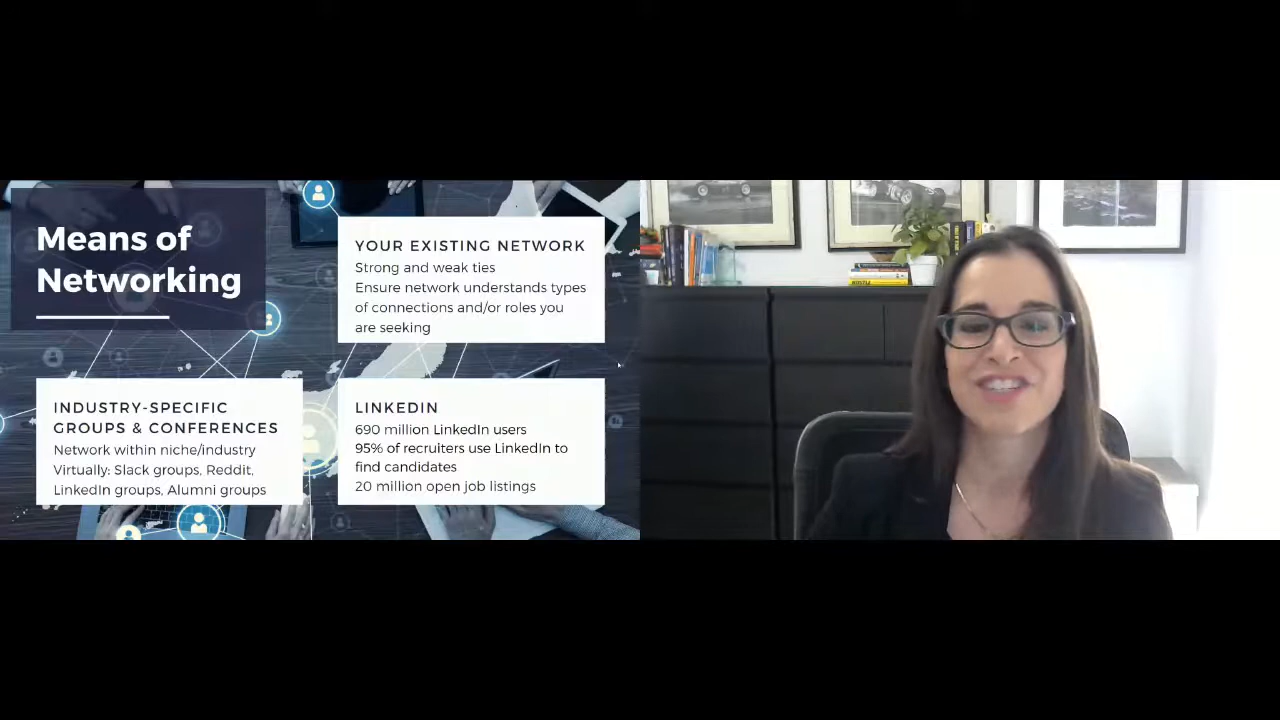 Means of
Networking
YOUR EXISTING NETWORK
Strong and weak ties
Ensure network understands types
of connections and/or roles you
are seeking
INDUSTRY-SPECIFIC
GROUPS & CONFERENCES
Network within niche/industry
Virtually: Slack groups, Reddit,
LinkedIn groups, Alumni groups
LINKEDIN
690 million LinkedIn users
95% of recruiters use LinkedIn to
find candidates
20 million open job listings